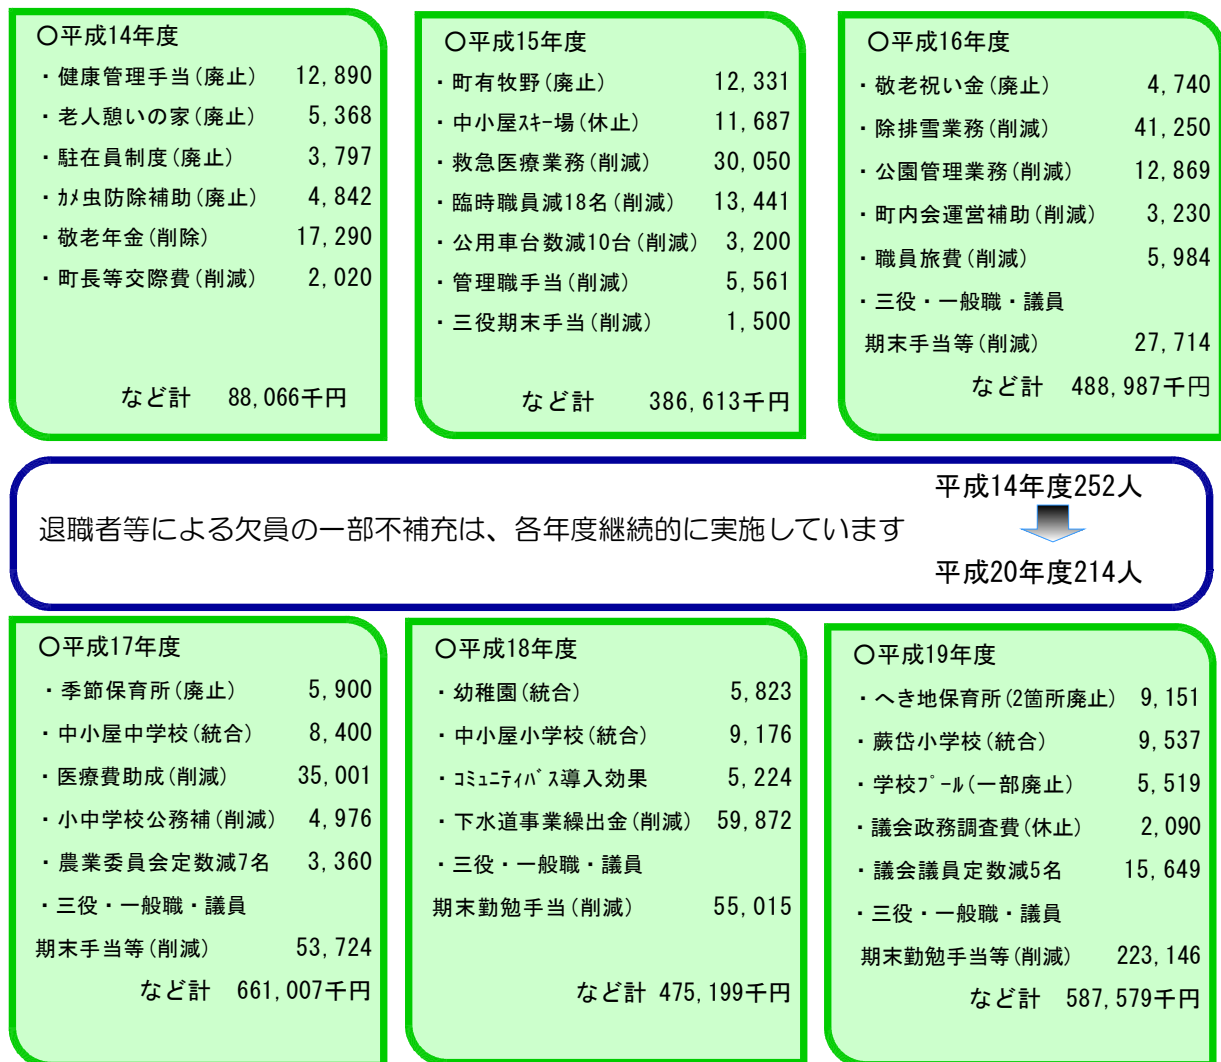 ○平成14年度
・健康管理手当(廃止) 12,890
・老人憩いの家(廃止) 5,368
・駐在員制度(廃止) 3,797
・ｶﾒ虫防除補助(廃止) 4,842
・敬老年金(削除) 17,290
・町長等交際費(削減) 2,020
など計 88,066千円
○平成15年度
・町有牧野(廃止) 12,331
・中小屋ｽｷｰ場(休止) 11,687
・救急医療業務(削減) 30,050
・臨時職員減18名(削減) 13,441
・公用車台数減10台(削減) 3,200
・管理職手当(削減) 5,561
・三役期末手当(削減) 1,500
など計 386,613千円
○平成16年度
・敬老祝い金(廃止) 4,740
・除排雪業務(削減) 41,250
・公園管理業務(削減) 12,869
・町内会運営補助(削減) 3,230
・職員旅費(削減) 5,984
・三役・一般職・議員
期末手当等(削減) 27,714
など計 488,987千円
平成14年度252人
退職者等による欠員の一部不補充は、各年度継続的に実施しています
平成20年度214人
○平成17年度
・季節保育所(廃止) 5,900
・中小屋中学校(統合) 8,400
・医療費助成(削減) 35,001
・小中学校公務補(削減) 4,976
・農業委員会定数減7名 3,360
・三役・一般職・議員
期末手当等(削減) 53,724
など計 661,007千円
○平成18年度
・幼稚園(統合) 5,823
・中小屋小学校(統合) 9,176
・ｺﾐｭﾆﾃｨﾊﾞｽ導入効果 5,224
・下水道事業繰出金(削減) 59,872
・三役・一般職・議員
期末勤勉手当(削減) 55,015
など計 475,199千円
○平成19年度
・へき地保育所(2箇所廃止) 9,151
・蕨岱小学校(統合) 9,537
・学校ﾌﾟｰﾙ(一部廃止) 5,519
・議会政務調査費(休止) 2,090
・議会議員定数減5名 15,649
・三役・一般職・議員
期末勤勉手当等(削減) 223,146
など計 587,579千円